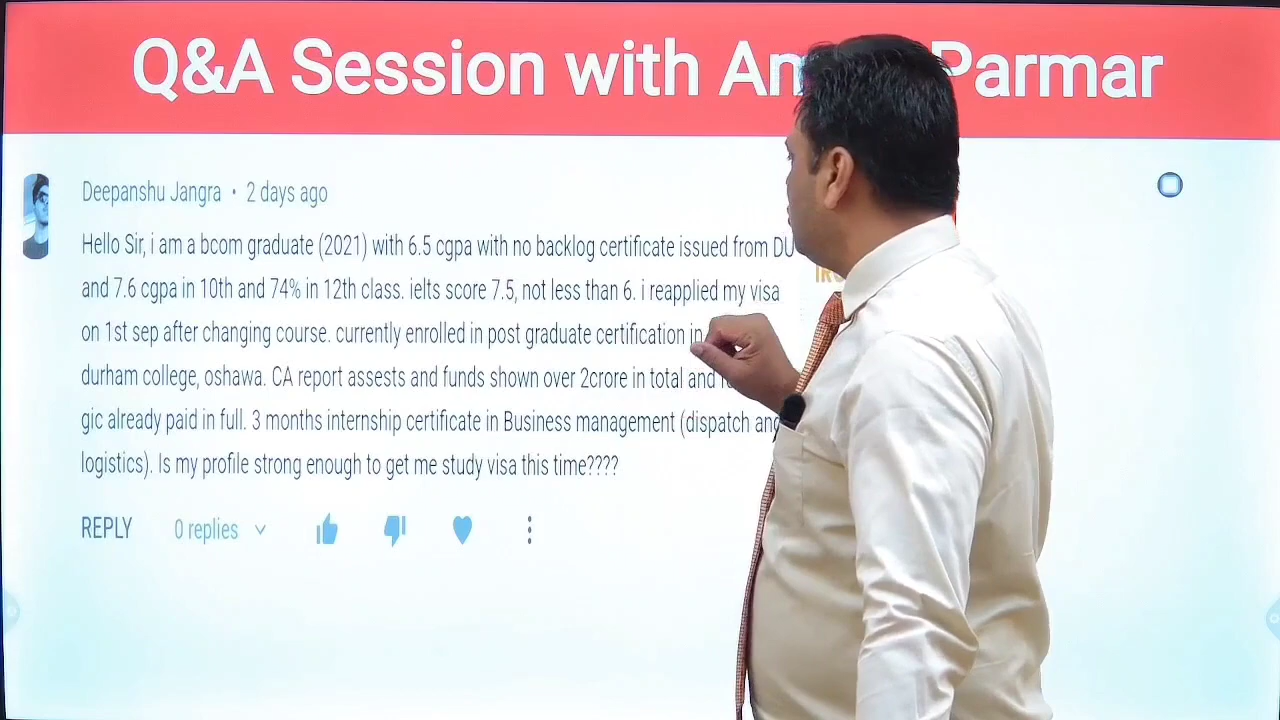 Q&A Session with Parmar
Deepanshu Jangra • 2 days ago
Hello Sir, i am a bcom graduate (2021) with 6.5 cgpa with no backlog certificate issued from DU
and 7.6 cgpa in 10th and 74% in 12th class. ielts score 7.5, not less than 6. i reapplied my visa
on 1st sep after changing course. currently enrolled in post graduate certification in
durham college, oshawa. CA report assests and funds shown over 2crore in total and
gic already paid in full. 3 months internship certificate in Business management (dispatch and
logistics). Is my profile strong enough to get me study visa this time????
REPLY 0 replies